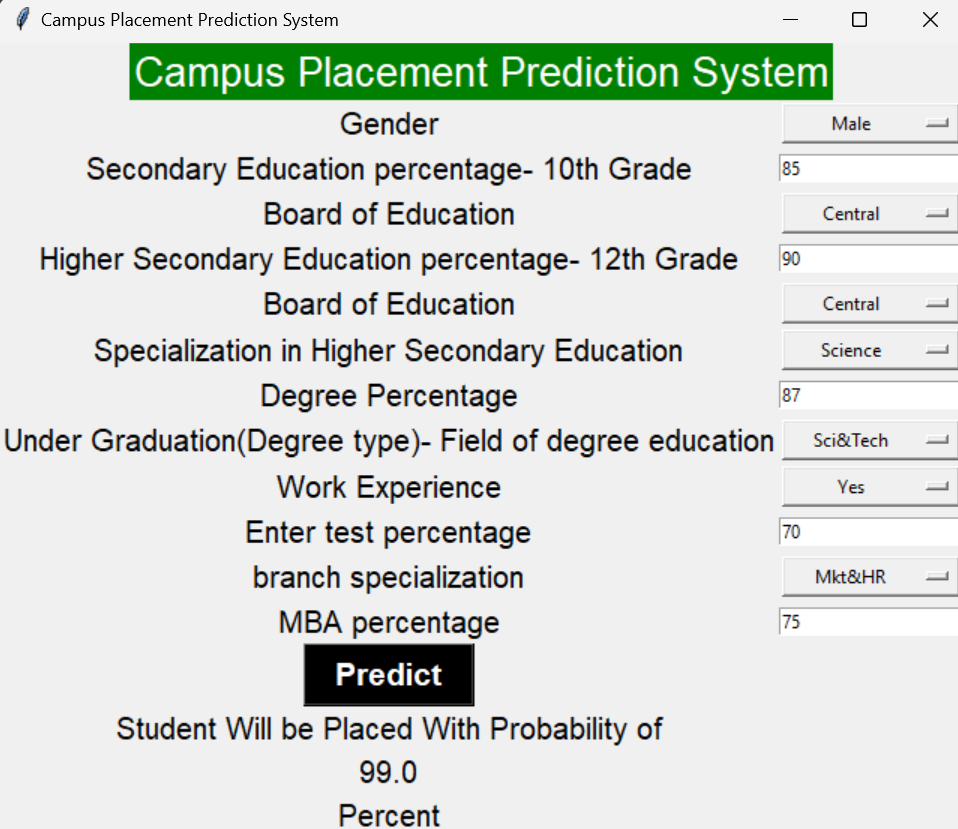 Campus Placement Prediction System
Campus Placement Prediction System
Gender Male
Secondary Education percentage- 10th Grade 85
Board of Education Central
Higher Secondary Education percentage- 12th Grade 90
Board of Education Central
Specialization in Higher Secondary Education Science
Degree Percentage 87
Under Graduation(Degree type)- Field of degree education Sci&Tech
Work Experience Yes
Enter test percentage 70
branch specialization Mkt&HR
MBA percentage 75
Predict
Student Will be Placed With Probability of
99.0
Percent